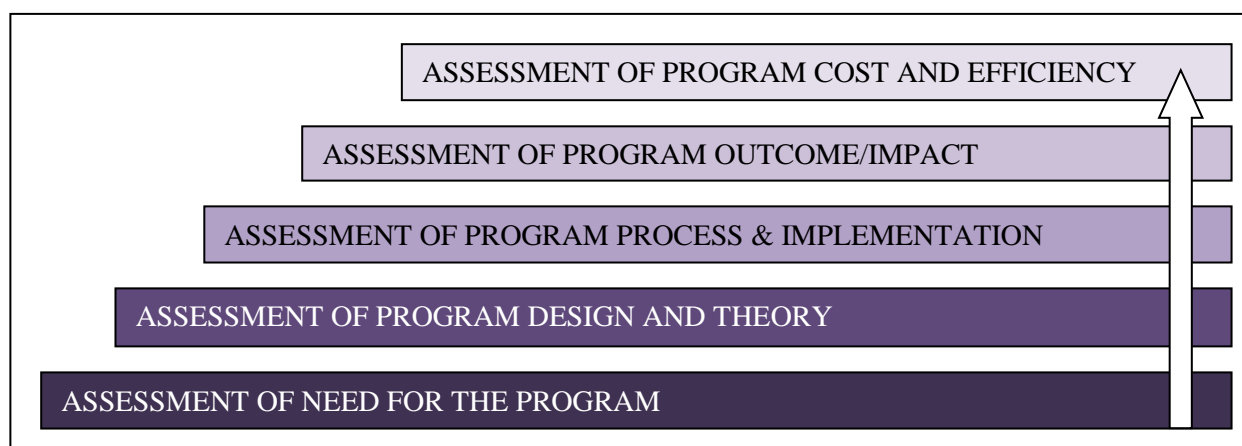 ASSESSMENT OF PROGRAM COST AND EFFICIENCY
ASSESSMENT OF PROGRAM OUTCOME/IMPACT
ASSESSMENT OF PROGRAM PROCESS & IMPLEMENTATION
ASSESSMENT OF PROGRAM DESIGN AND THEORY
ASSESSMENT OF NEED FOR THE PROGRAM